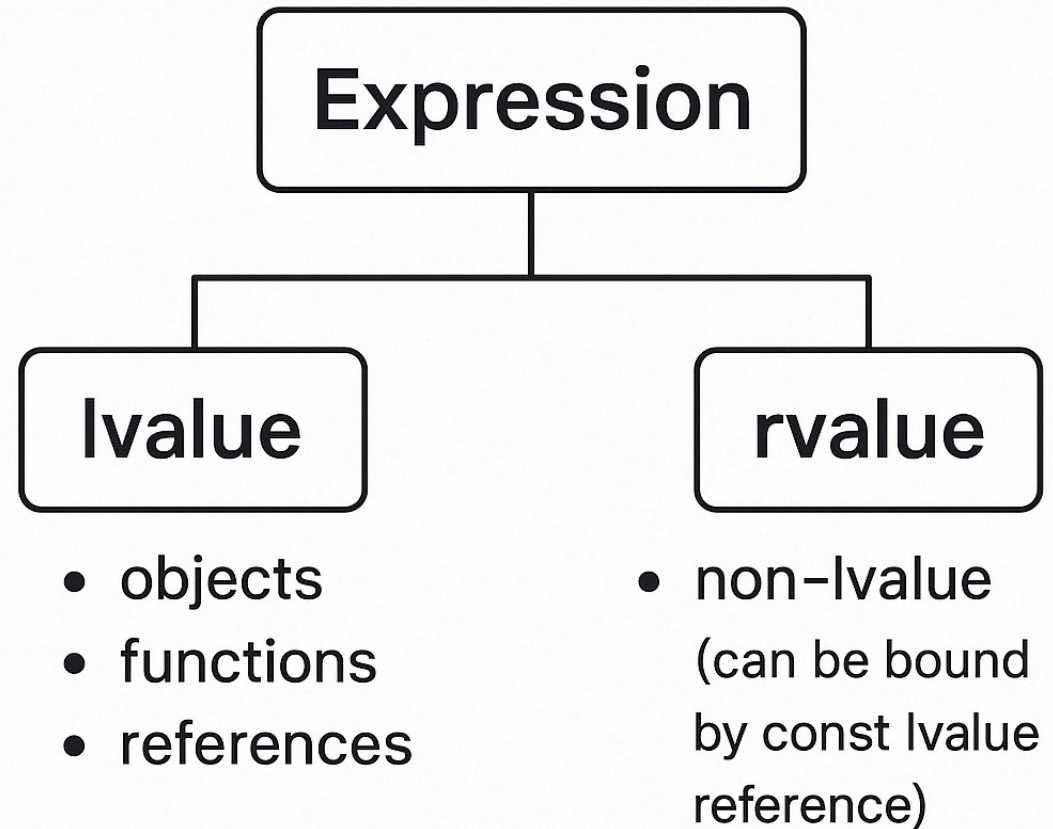 Expression
lvalue
rvalue
• objects
• functions
• references
• non-lvalue
(can be bound
by const lvalue
reference)